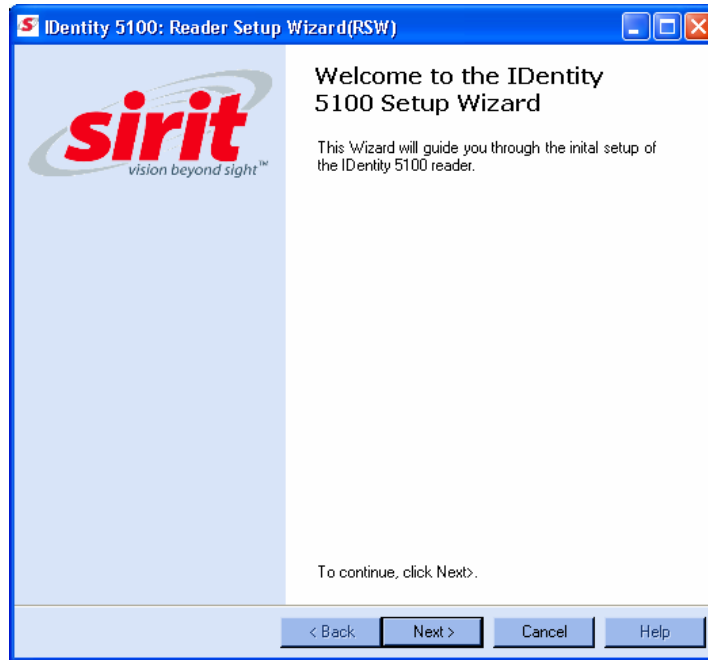 IDentity 5100: Reader Setup Wizard(RSW)
sirit
vision beyond sight™
Welcome to the IDentity
5100 Setup Wizard
This Wizard will guide you through the inital setup of
the IDentity 5100 reader.
To continue, click Next>.
< Back
Next >
Cancel
Help